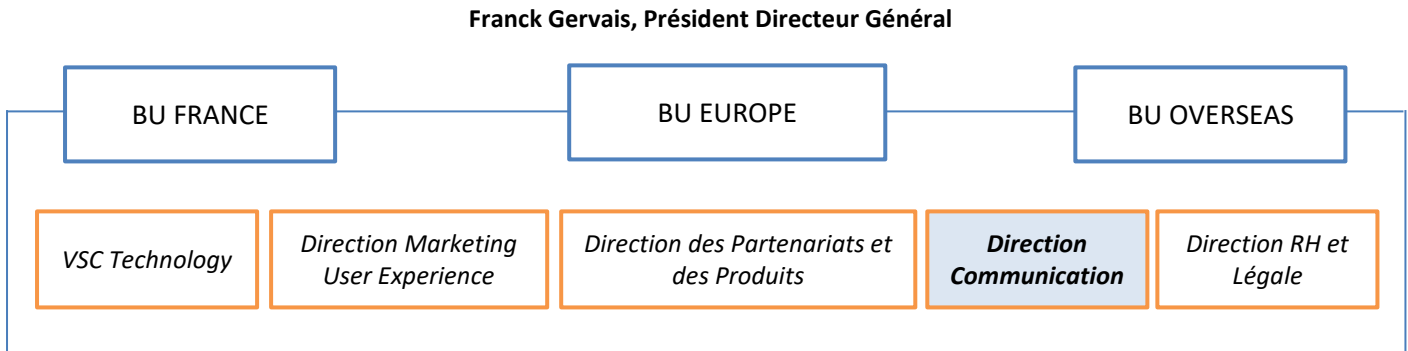 Franck Gervais, Président Directeur Général
BU FRANCE
BU EUROPE
BU OVERSEAS
VSC Technology
Direction Marketing
User Experience
Direction des Partenariats et
des Produits
Direction
Communication
Direction RH et
Légale